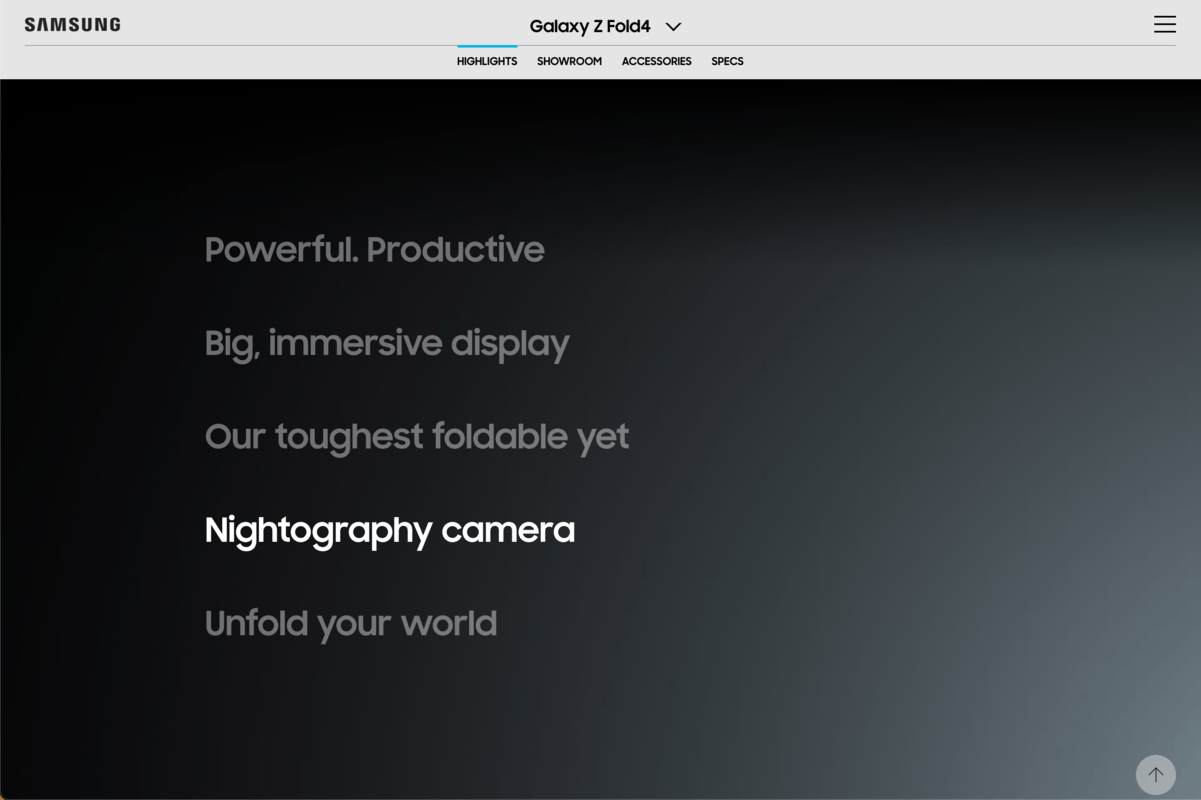 SAMSUNG
Galaxy Z Fold4
HIGHLIGHTS SHOWROOM ACCESSORIES SPECS
Powerful. Productive
Big, immersive display
Our toughest foldable yet
Nightography camera
Unfold your world